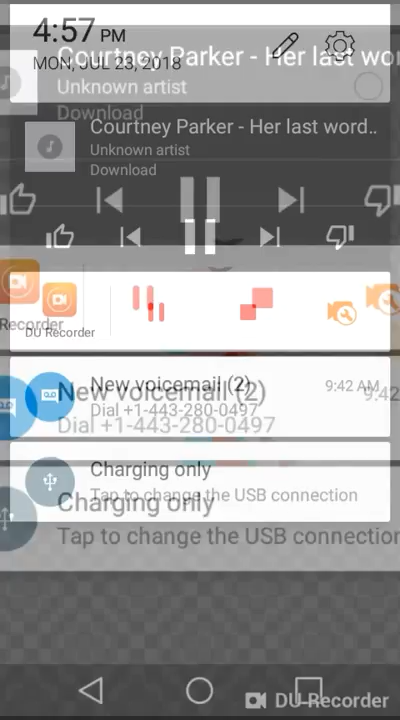 4:57 PM
MON, JUL 23, 2018
Courtney Parker - Her last wo
Unknown artist
Download
Courtney Parker - Her last word..
Unknown artist
Download
Recorder
DU Recorder
New voicemail (2)
9:42 AM
Dial +1-443-280-0497
New voicemail (2)
9:42
Dial +1-443-280-0497
Charging only
Tap to change the USB connection
Charging only
Tap to change the USB connection
DU Recorder